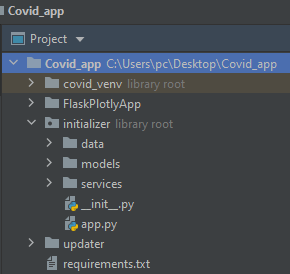 Covid_app
Project
Covid_app C:\Users\pc\Desktop\Covid_app
covid_venv library root
FlaskPlotlyApp
initializer library root
data
models
services
__init__.py
app.py
updater
requirements.txt